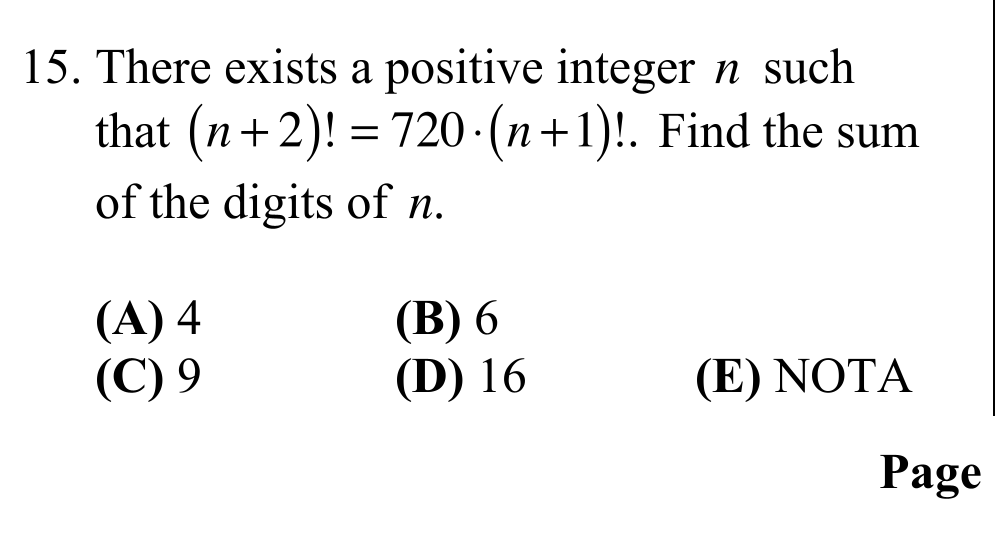 15. There exists a positive integer n such
that (n+2)! = 720·(n+1)!. Find the sum
of the digits of n.
(A) 4 (B) 6
(C) 9 (D) 16 (E) NOTA
Page